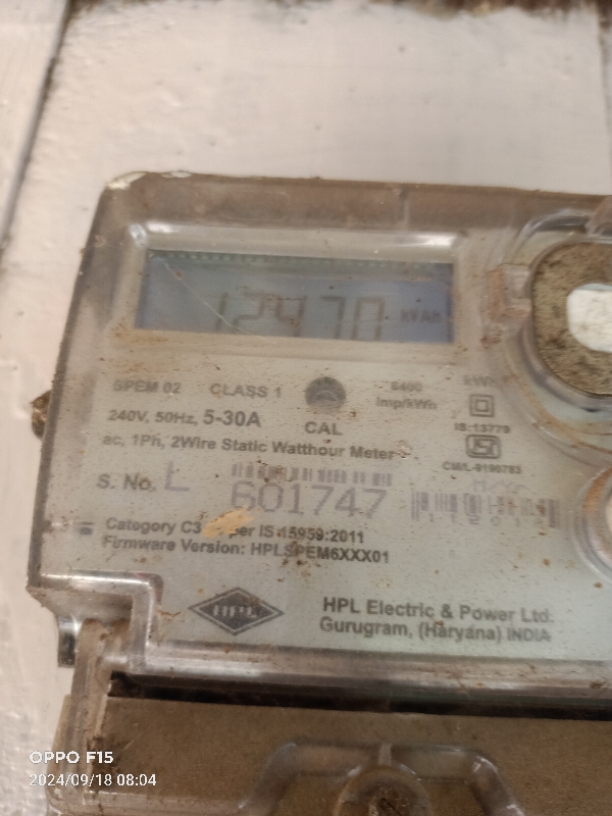 12470 kVAh
SPEM 02 CLASS 1
6400
imp/kWh
kWh
240V, 50Hz, 5-30A
CAL
IS:13779
ac, 1Ph, 2Wire Static Watthour Meter
CM/L-9190783
S. No. L 601747
Category C3 per IS 15959:2011
Firmware Version: HPLSPEM6XXX01
HPL
HPL Electric & Power Ltd.
Gurugram, (Haryana) INDIA
OPPO F15
2024/09/18 08:04